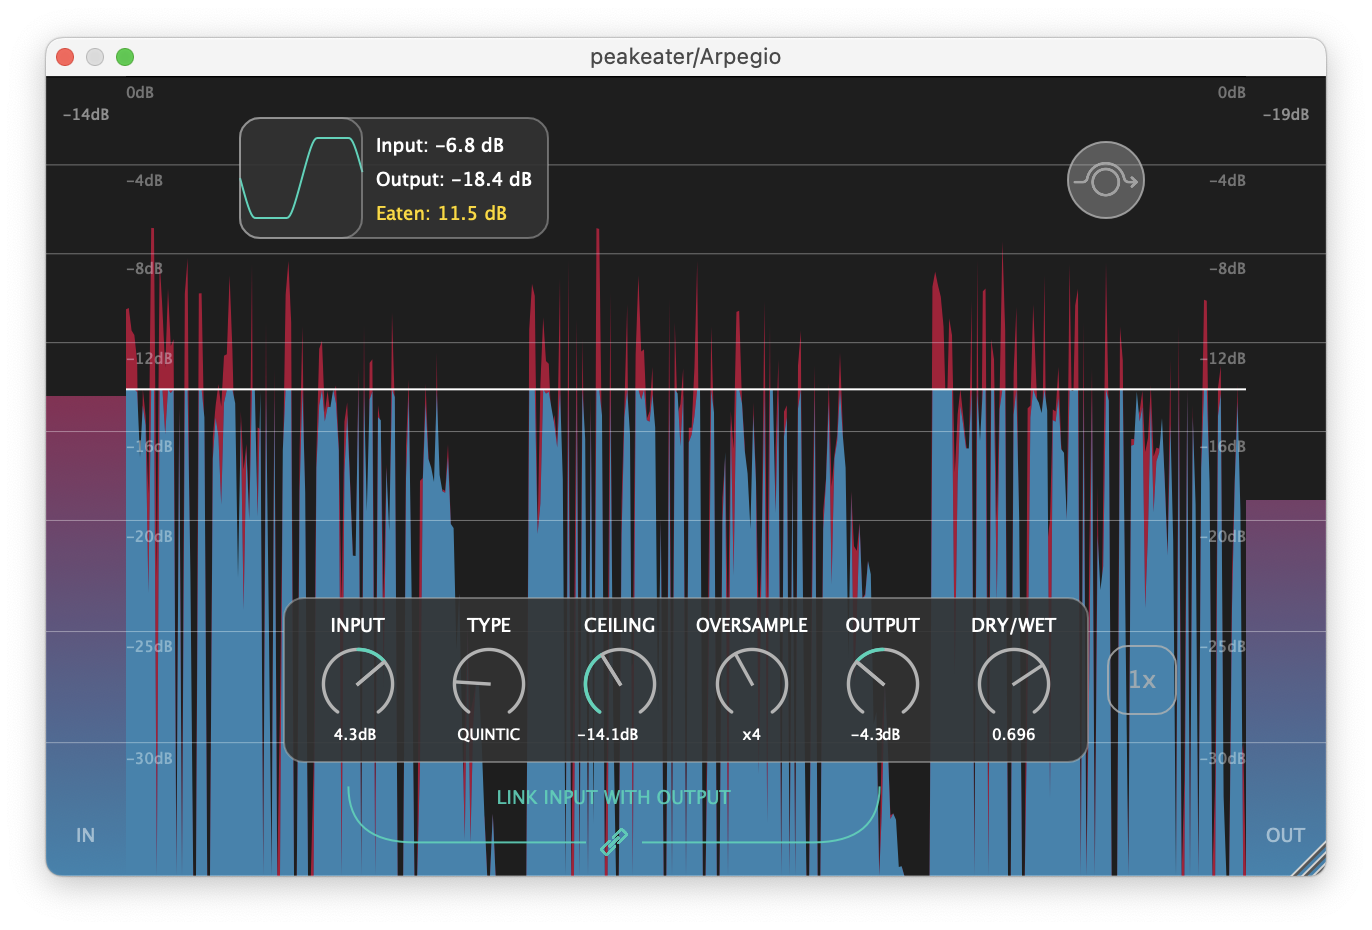 peakeater/Arpegio
0dB
0dB
-14dB
-19dB
Input: -6.8 dB
Output: -18.4 dB
Eaten: 11.5 dB
-4dB
-4dB
-8dB
-8dB
-12dB
-12dB
-16dB
-16dB
-20dB
-20dB
INPUT TYPE CEILING OVERSAMPLE OUTPUT DRY/WET
-25dB
-25dB
1x
4.3dB QUINTIC -14.1dB x4 -4.3dB 0.696
-30dB
-30dB
LINK INPUT WITH OUTPUT
IN
OUT